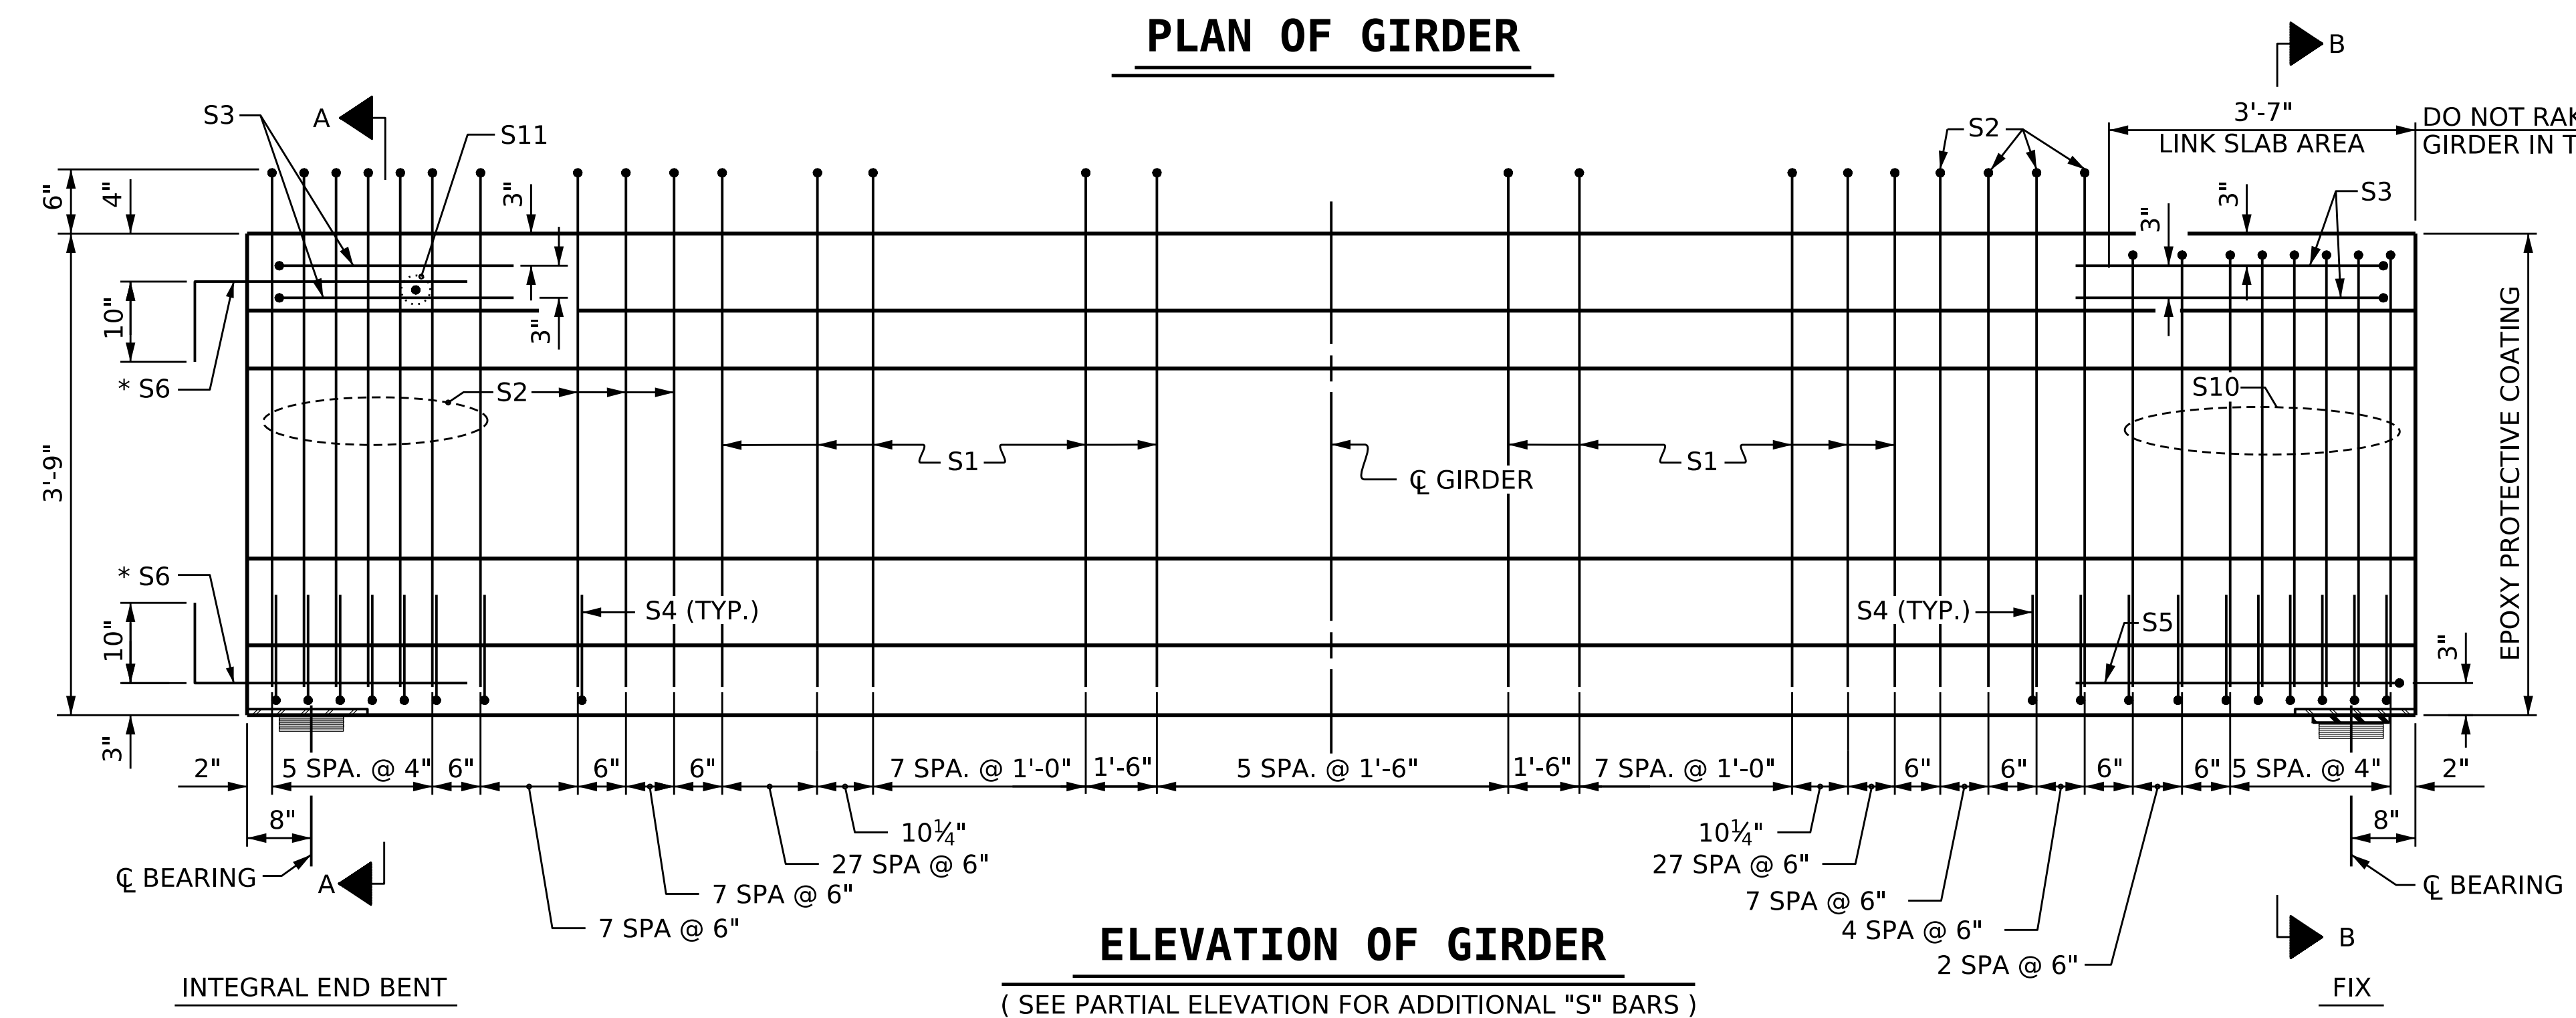 PLAN OF GIRDER
B
3'-7"
LINK SLAB AREA
DO NOT RAK
GIRDER IN T
S3
A
S11
S2
6"
4"
3"
3"
3"
3"
S3
10"
* S6
S2
S10
3'-9"
S1
℄ GIRDER
S1
EPOXY PROTECTIVE COATING
* S6
10"
S4 (TYP.)
S4 (TYP.)
S5
3"
3"
2"
5 SPA. @ 4"
6"
6"
6"
7 SPA. @ 1'-0"
1'-6"
5 SPA. @ 1'-6"
1'-6"
7 SPA. @ 1'-0"
6"
6"
6"
6"
5 SPA. @ 4"
2"
8"
10¼"
10¼"
8"
27 SPA @ 6"
27 SPA @ 6"
℄ BEARING
A
7 SPA @ 6"
7 SPA @ 6"
℄ BEARING
7 SPA @ 6"
4 SPA @ 6"
B
ELEVATION OF GIRDER
2 SPA @ 6"
INTEGRAL END BENT
( SEE PARTIAL ELEVATION FOR ADDITIONAL "S" BARS )
FIX